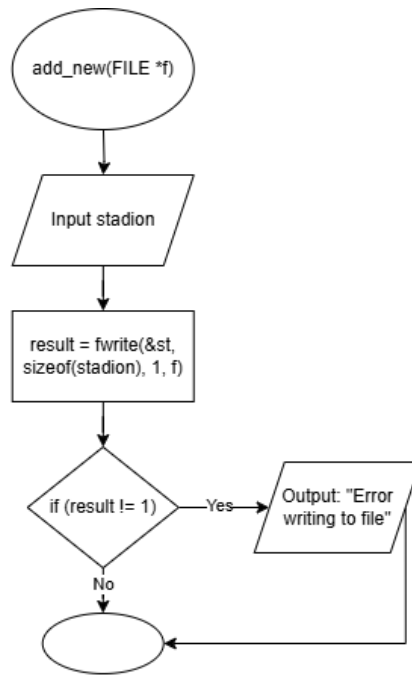 add_new(FILE *f)
Input stadion
result = fwrite(&st,
sizeof(stadion), 1, f)
if (result != 1)
Yes
Output: "Error
writing to file"
No